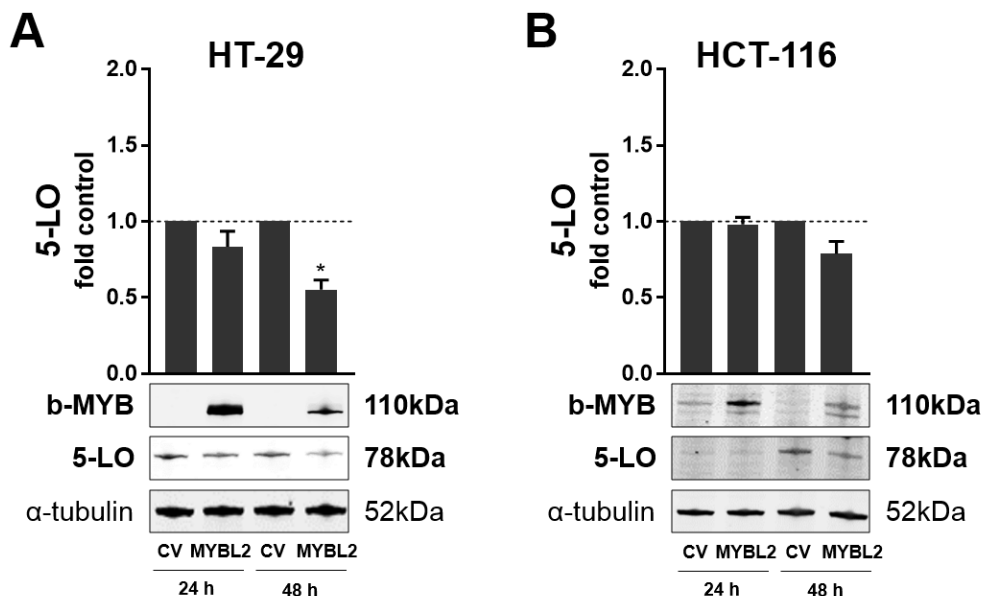 A
HT-29
5-LO
fold control
2.0
1.5
1.0
0.5
0.0
*
b-MYB 110kDa
5-LO 78kDa
α-tubulin 52kDa
CV MYBL2 CV MYBL2
24 h 48 h
B
HCT-116
5-LO
fold control
2.0
1.5
1.0
0.5
0.0
b-MYB 110kDa
5-LO 78kDa
α-tubulin 52kDa
CV MYBL2 CV MYBL2
24 h 48 h